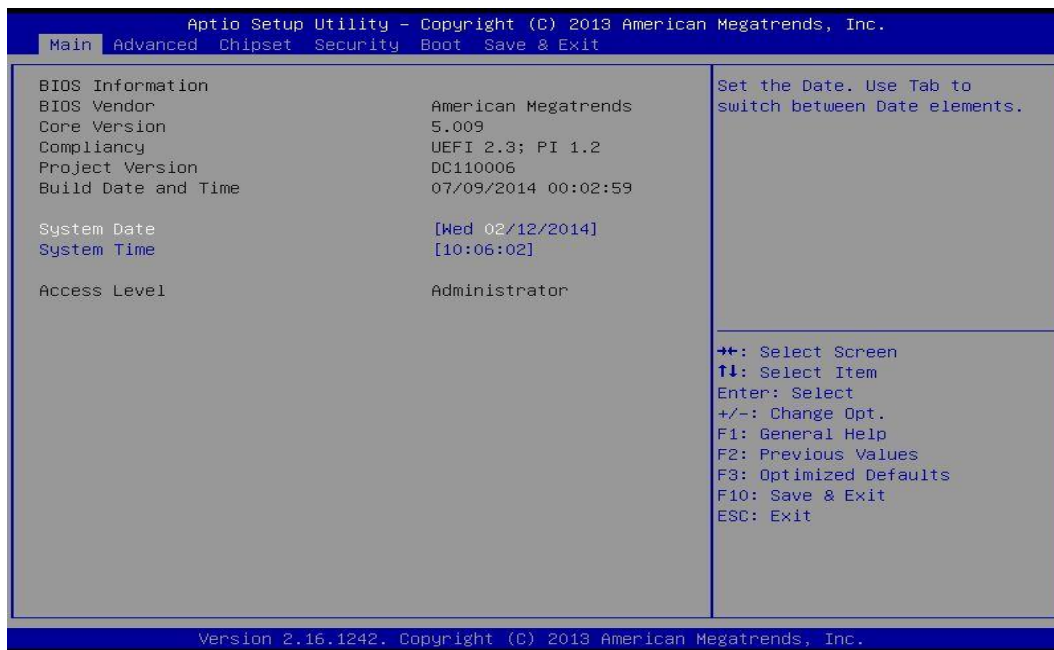 Aptio Setup Utility – Copyright (C) 2013 American Megatrends, Inc.
Main Advanced Chipset Security Boot Save & Exit
BIOS Information
BIOS Vendor American Megatrends
Core Version 5.009
Compliancy UEFI 2.3; PI 1.2
Project Version DC110006
Build Date and Time 07/09/2014 00:02:59
System Date [Wed 02/12/2014]
System Time [10:06:02]
Access Level Administrator
Set the Date. Use Tab to
switch between Date elements.
→←: Select Screen
↑↓: Select Item
Enter: Select
+/-: Change Opt.
F1: General Help
F2: Previous Values
F3: Optimized Defaults
F10: Save & Exit
ESC: Exit
Version 2.16.1242. Copyright (C) 2013 American Megatrends, Inc.